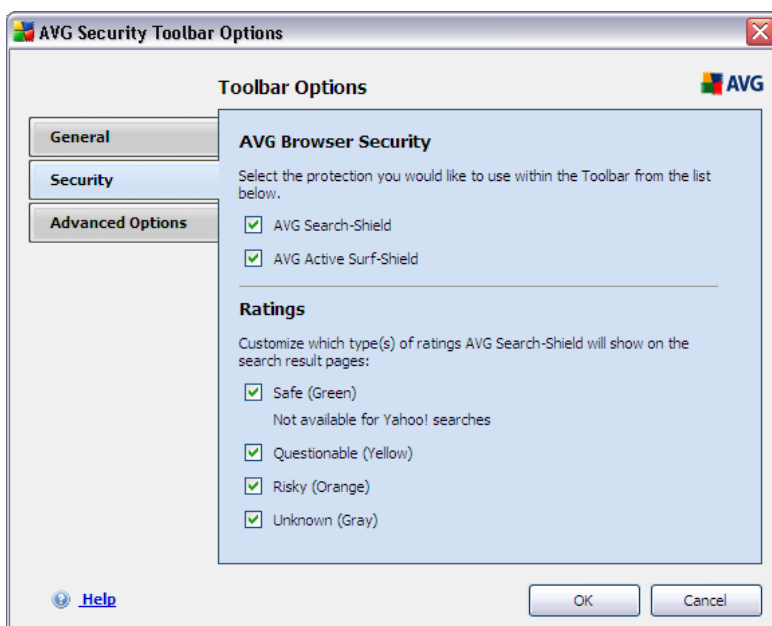 AVG Security Toolbar Options
Toolbar Options
AVG
General
Security
Advanced Options
AVG Browser Security
Select the protection you would like to use within the Toolbar from the list
below.
AVG Search-Shield
AVG Active Surf-Shield
Ratings
Customize which type(s) of ratings AVG Search-Shield will show on the
search result pages:
Safe (Green)
Not available for Yahoo! searches
Questionable (Yellow)
Risky (Orange)
Unknown (Gray)
Help
OK
Cancel